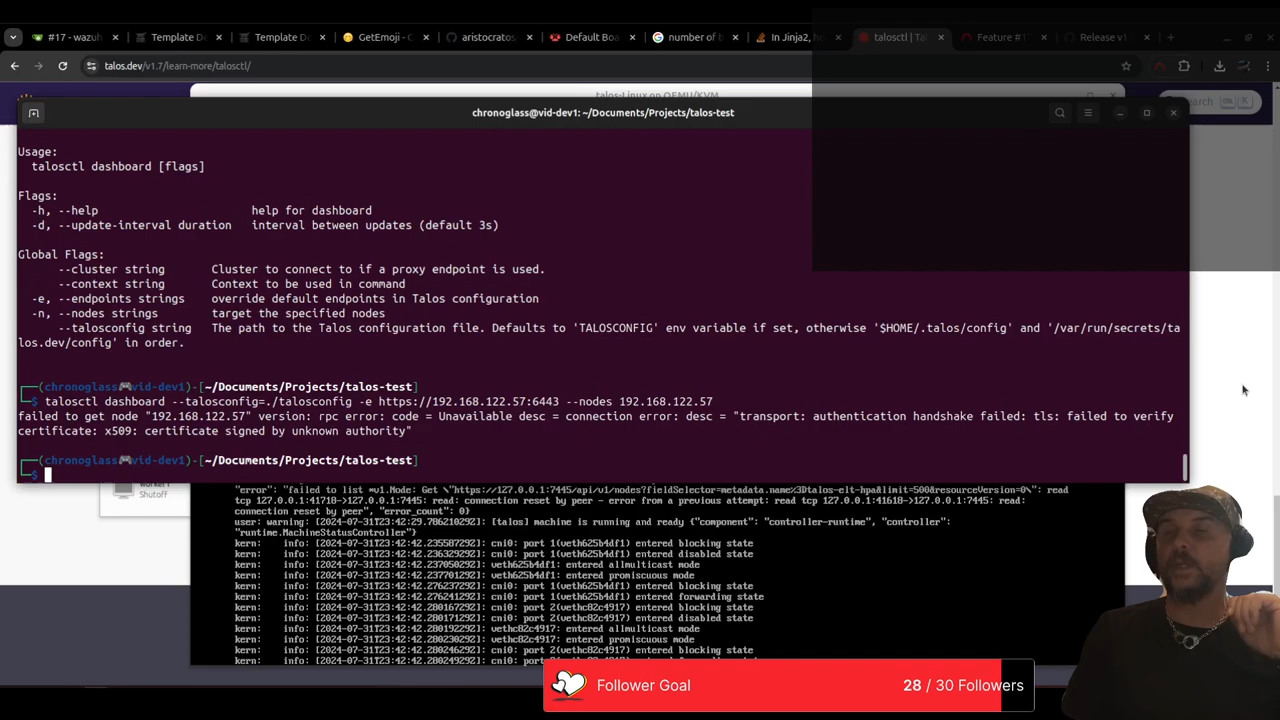 #17 - wazuh
Template De
Template De
GetEmoji - C
aristocratos
Default Boa
number of b
In Jinja2, h
talosctl | Tal
Feature #1
Release v1
talos.dev/v1.7/learn-more/talosctl/
talos-Linux on QEMU/KVM
chronoglass@vid-dev1: ~/Documents/Projects/talos-test
Usage:
talosctl dashboard [flags]
Flags:
-h, --help help for dashboard
-d, --update-interval duration interval between updates (default 3s)
Global Flags:
--cluster string Cluster to connect to if a proxy endpoint is used.
--context string Context to be used in command
-e, --endpoints strings override default endpoints in Talos configuration
-n, --nodes strings target the specified nodes
--talosconfig string The path to the Talos configuration file. Defaults to 'TALOSCONFIG' env variable if set, otherwise '$HOME/.talos/config' and '/var/run/secrets/ta
los.dev/config' in order.
┌──(chronoglass🎮vid-dev1)-[~/Documents/Projects/talos-test]
└─$ talosctl dashboard --talosconfig=./talosconfig -e https://192.168.122.57:6443 --nodes 192.168.122.57
failed to get node "192.168.122.57" version: rpc error: code = Unavailable desc = connection error: desc = "transport: authentication handshake failed: tls: failed to verify
certificate: x509: certificate signed by unknown authority"
┌──(chronoglass🎮vid-dev1)-[~/Documents/Projects/talos-test]
└─$
worker1
Shutoff
"error": "failed to list *v1.Node: Get \"https://127.0.0.1:7445/api/v1/nodes?fieldSelector=metadata.name%3Dtalos-elt-hpa&limit=500&resourceVersion=0\": read
tcp 127.0.0.1:41718->127.0.0.1:7445: read: connection reset by peer - error from a previous attempt: read tcp 127.0.0.1:41618->127.0.0.1:7445: read:
connection reset by peer", "error_count": 0}
user: warning: [2024-07-31T23:42:29.706210292]: [talos] machine is running and ready {"component": "controller-runtime", "controller":
"runtime.MachineStatusController"}
kern: info: [2024-07-31T23:42:42.235587292]: cni0: port 1(veth625b4df1) entered blocking state
kern: info: [2024-07-31T23:42:42.236329292]: cni0: port 1(veth625b4df1) entered disabled state
kern: info: [2024-07-31T23:42:42.237050292]: veth625b4df1: entered allmulticast mode
kern: info: [2024-07-31T23:42:42.237701292]: veth625b4df1: entered promiscuous mode
kern: info: [2024-07-31T23:42:42.276237292]: cni0: port 1(veth625b4df1) entered blocking state
kern: info: [2024-07-31T23:42:42.276241292]: cni0: port 1(veth625b4df1) entered forwarding state
kern: info: [2024-07-31T23:42:42.280167292]: cni0: port 2(vethc82c4917) entered blocking state
kern: info: [2024-07-31T23:42:42.280171292]: cni0: port 2(vethc82c4917) entered disabled state
kern: info: [2024-07-31T23:42:42.280192292]: vethc82c4917: entered allmulticast mode
kern: info: [2024-07-31T23:42:42.280230292]: vethc82c4917: entered promiscuous mode
kern: info: [2024-07-31T23:42:42.280246292]: cni0: port 2(vethc82c4917) entered blocking state
Follower Goal 28 / 30 Followers